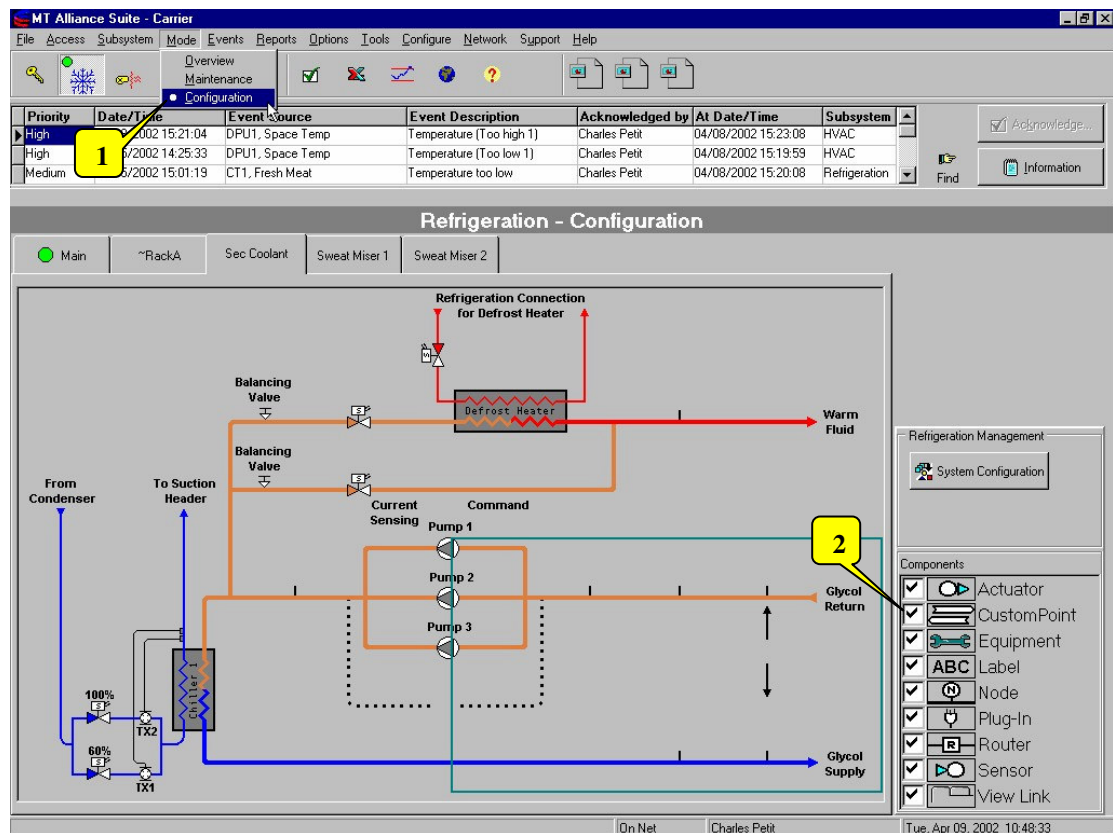 MT Alliance Suite - Carrier
File Access Subsystem Mode Events Reports Options Tools Configure Network Support Help
Overview
Maintenance
Configuration
1
Priority Date/Time Event Source Event Description Acknowledged by At Date/Time Subsystem
High 2002 15:21:04 DPU1, Space Temp Temperature (Too high 1) Charles Petit 04/08/2002 15:23:08 HVAC
High /2002 14:25:33 DPU1, Space Temp Temperature (Too low 1) Charles Petit 04/08/2002 15:19:59 HVAC
Medium /2002 15:01:19 CT1, Fresh Meat Temperature too low Charles Petit 04/08/2002 15:20:08 Refrigeration
Acknowledge...
Find
Information
Refrigeration - Configuration
Main ~RackA Sec Coolant Sweat Miser 1 Sweat Miser 2
Refrigeration Connection
for Defrost Heater
S
Balancing
Valve
S
Defrost Heater
Warm
Fluid
Balancing
Valve
S
From
Condenser
To Suction
Header
Current
Sensing
Command
Pump 1
Pump 2
Pump 3
Glycol
Return
Chiller 1
100%
S
TX2
60%
S
TX1
Glycol
Supply
Refrigeration Management
System Configuration
2
Components
Actuator
CustomPoint
Equipment
ABC Label
N Node
Plug-In
R Router
Sensor
View Link
On Net Charles Petit Tue, Apr 09, 2002 10:48:33